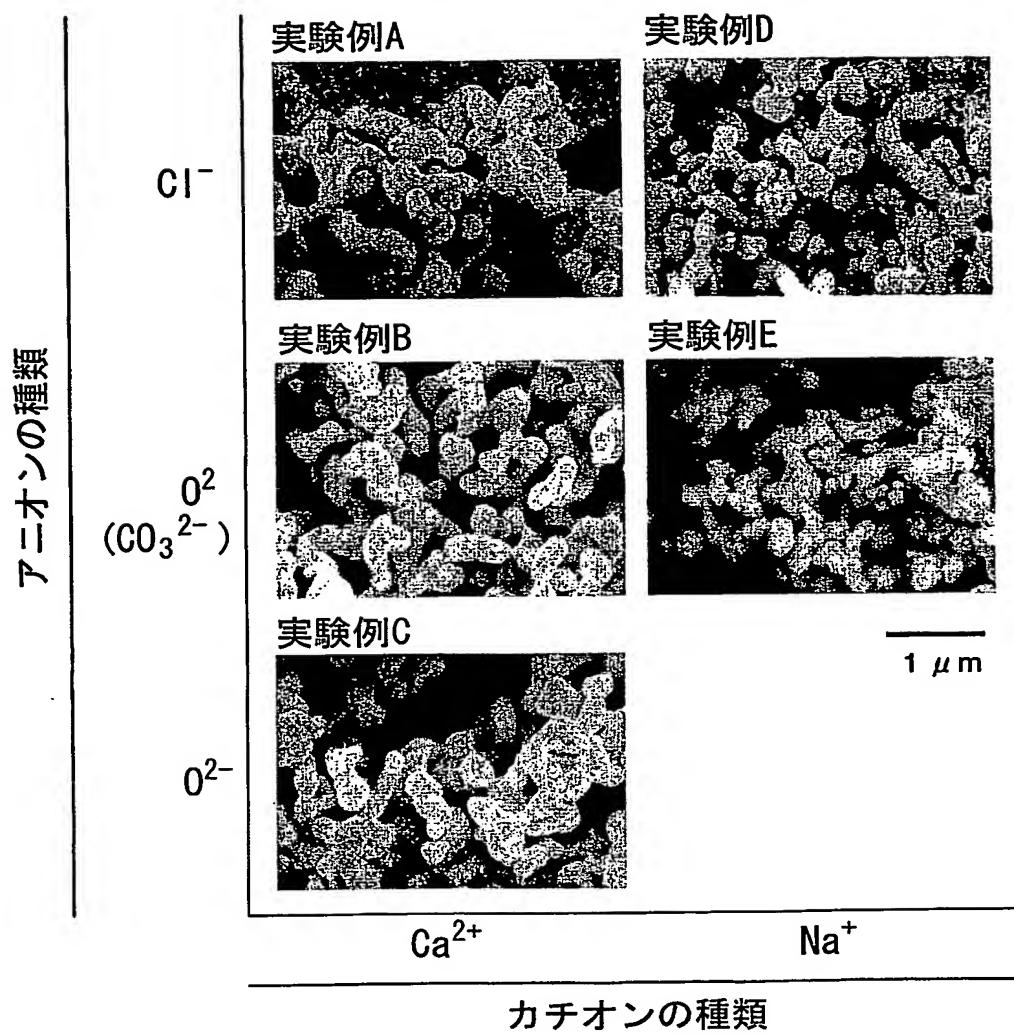 実験例A
実験例D
Cl⁻
実験例B
実験例E
O²
(CO₃²⁻)
アニオンの種類
実験例C
1 μm
O²⁻
Ca²⁺
Na⁺
カチオンの種類